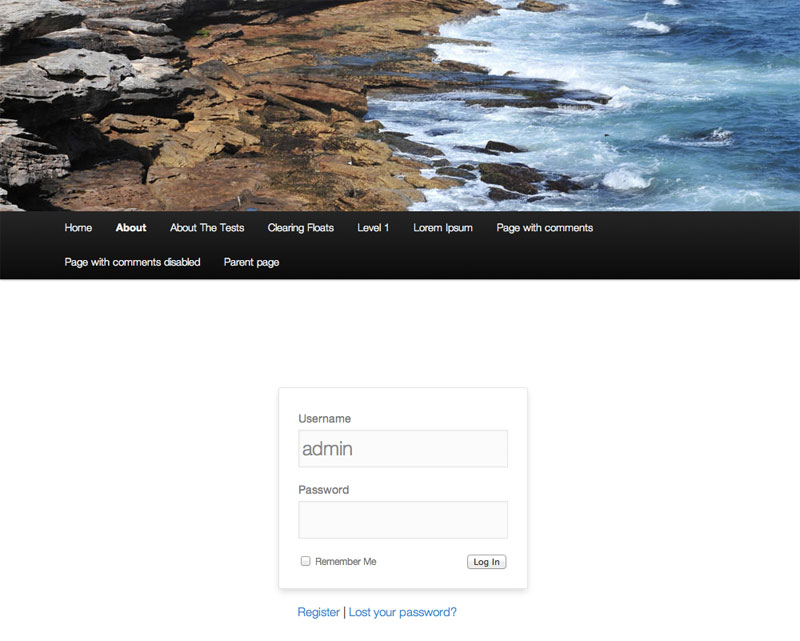 Home About About The Tests Clearing Floats Level 1 Lorem Ipsum Page with comments
Page with comments disabled Parent page
Username
admin
Password
Remember Me Log In
Register | Lost your password?